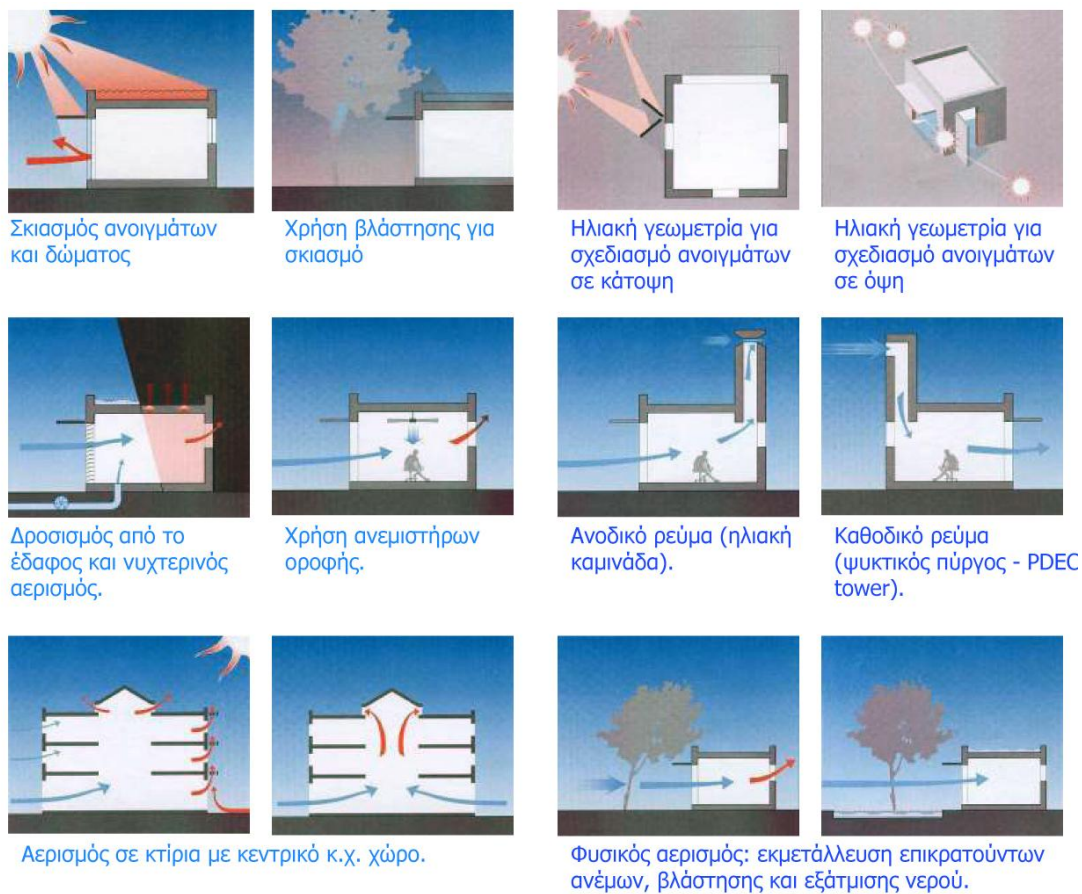 Σκιασμός ανοιγμάτων
και δώματος
Χρήση βλάστησης για
σκιασμό
Ηλιακή γεωμετρία για
σχεδιασμό ανοιγμάτων
σε κάτοψη
Ηλιακή γεωμετρία για
σχεδιασμό ανοιγμάτων
σε όψη
Δροσισμός από το
έδαφος και νυχτερινός
αερισμός.
Χρήση ανεμιστήρων
οροφής.
Ανοδικό ρεύμα (ηλιακή
καμινάδα).
Καθοδικό ρεύμα
(ψυκτικός πύργος - PDEC
tower).
Αερισμός σε κτίρια με κεντρικό κ.χ. χώρο.
Φυσικός αερισμός: εκμετάλλευση επικρατούντων
ανέμων, βλάστησης και εξάτμισης νερού.